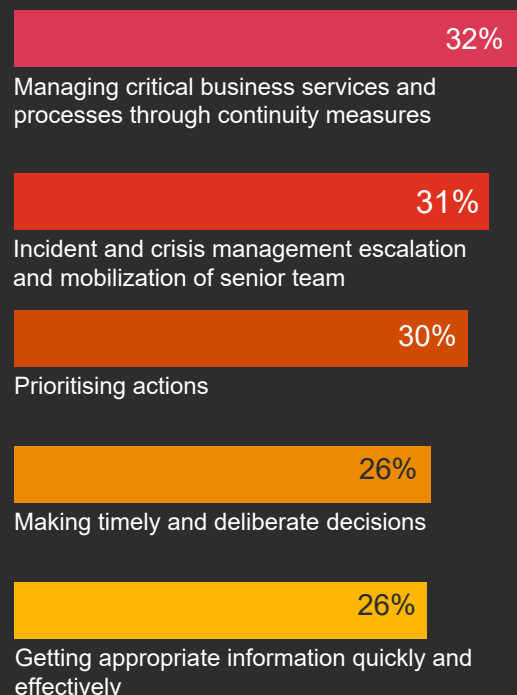 32%
Managing critical business services and
processes through continuity measures
31%
Incident and crisis management escalation
and mobilization of senior team
30%
Prioritising actions
26%
Making timely and deliberate decisions
26%
Getting appropriate information quickly and
effectively